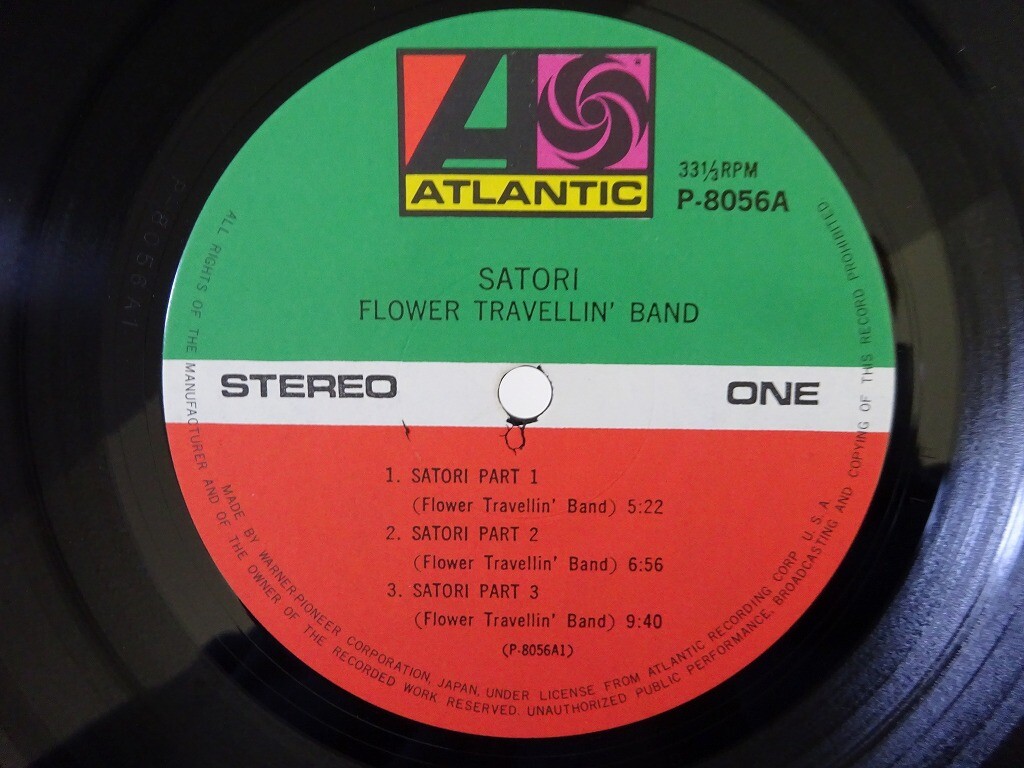 ATLANTIC
33⅓RPM
P-8056A
SATORI
FLOWER TRAVELLIN' BAND
STEREO
ONE
1. SATORI PART 1
(Flower Travellin' Band) 5:22
2. SATORI PART 2
(Flower Travellin' Band) 6:56
3. SATORI PART 3
(Flower Travellin' Band) 9:40
(P-8056A1)
MADE BY WARNER-PIONEER CORPORATION, JAPAN, UNDER LICENSE FROM ATLANTIC RECORDING CORP. U.S.A.
ALL RIGHTS OF THE MANUFACTURER AND OF THE OWNER OF THE RECORDED WORK RESERVED. UNAUTHORIZED PUBLIC PERFORMANCE, BROADCASTING AND COPYING OF THIS RECORD PROHIBITED
P-8056A1